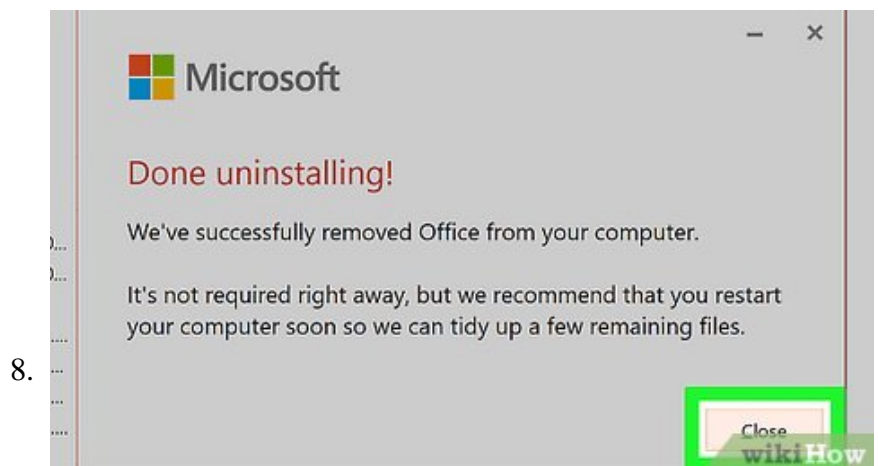 Microsoft
Done uninstalling!
We've successfully removed Office from your computer.
It's not required right away, but we recommend that you restart
your computer soon so we can tidy up a few remaining files.
8.
Close
wikiHow